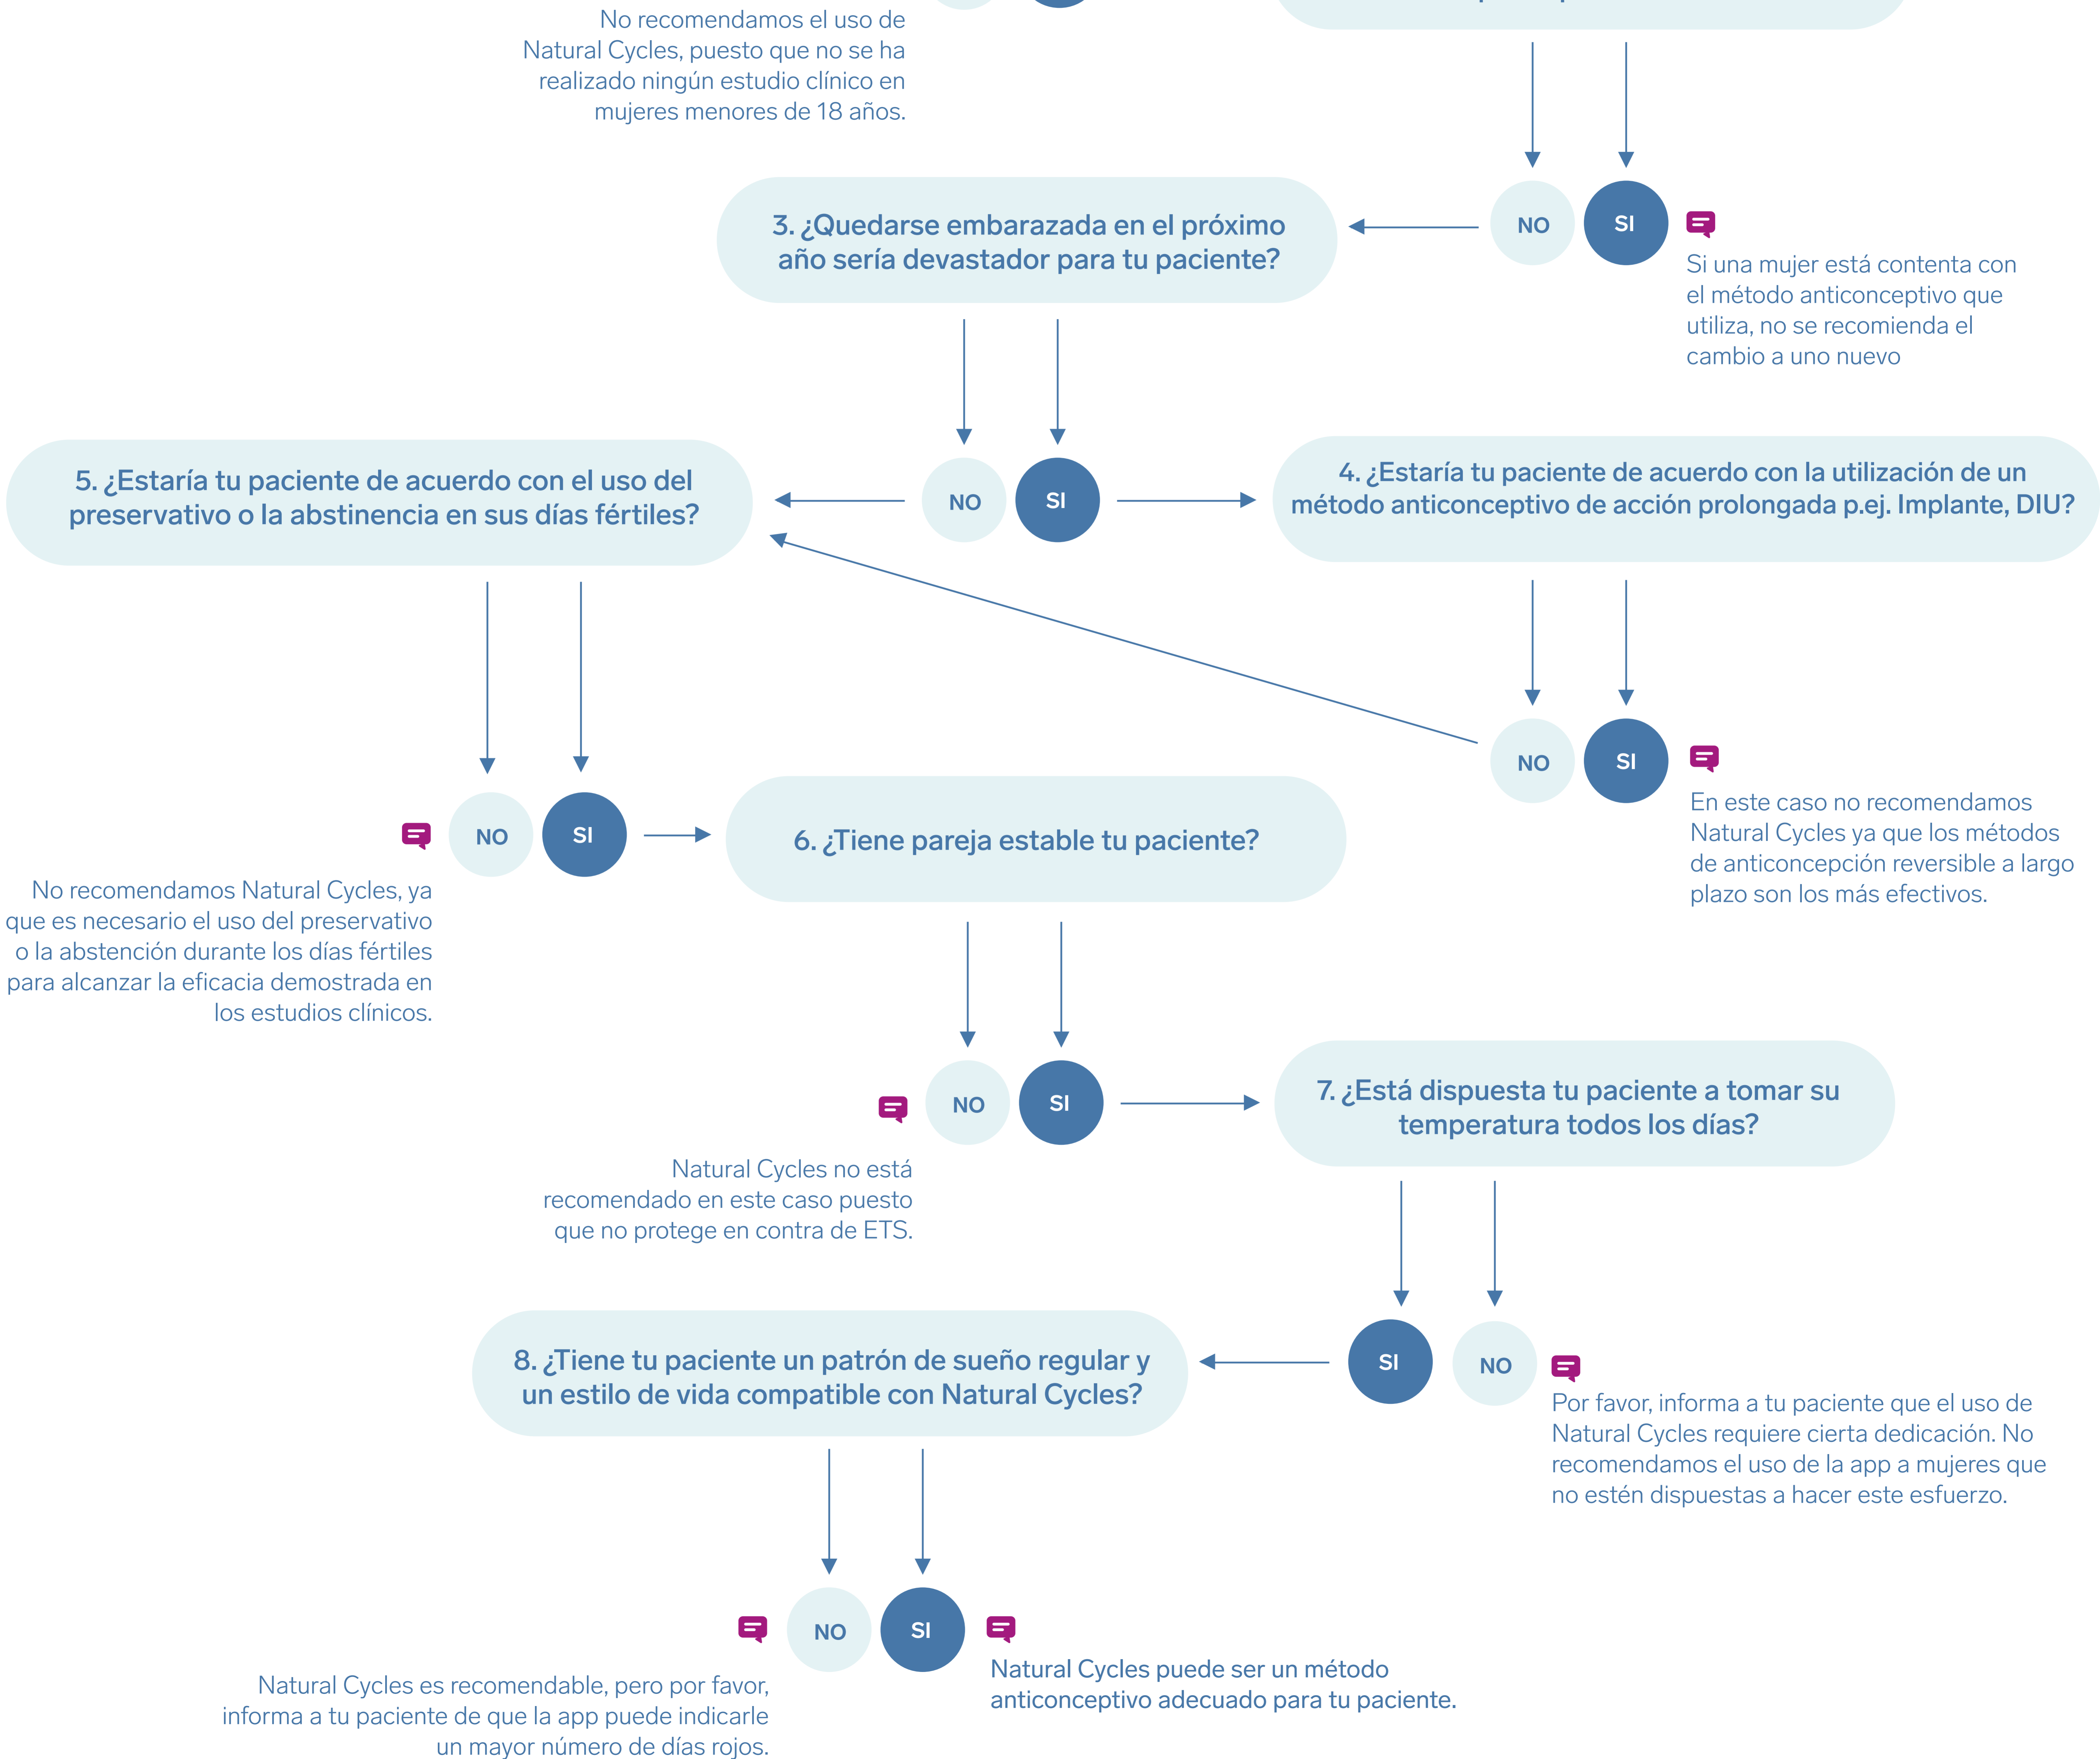 No recomendamos el uso de
Natural Cycles, puesto que no se ha
realizado ningún estudio clínico en
mujeres menores de 18 años.
3. ¿Quedarse embarazada en el próximo
año sería devastador para tu paciente?
NO
SI
Si una mujer está contenta con
el método anticonceptivo que
utiliza, no se recomienda el
cambio a uno nuevo
5. ¿Estaría tu paciente de acuerdo con el uso del
preservativo o la abstinencia en sus días fértiles?
NO
SI
4. ¿Estaría tu paciente de acuerdo con la utilización de un
método anticonceptivo de acción prolongada p.ej. Implante, DIU?
NO
SI
En este caso no recomendamos
Natural Cycles ya que los métodos
de anticoncepción reversible a largo
plazo son los más efectivos.
NO
SI
No recomendamos Natural Cycles, ya
que es necesario el uso del preservativo
o la abstención durante los días fértiles
para alcanzar la eficacia demostrada en
los estudios clínicos.
6. ¿Tiene pareja estable tu paciente?
NO
SI
Natural Cycles no está
recomendado en este caso puesto
que no protege en contra de ETS.
7. ¿Está dispuesta tu paciente a tomar su
temperatura todos los días?
SI
NO
Por favor, informa a tu paciente que el uso de
Natural Cycles requiere cierta dedicación. No
recomendamos el uso de la app a mujeres que
no estén dispuestas a hacer este esfuerzo.
8. ¿Tiene tu paciente un patrón de sueño regular y
un estilo de vida compatible con Natural Cycles?
NO
SI
Natural Cycles es recomendable, pero por favor,
informa a tu paciente de que la app puede indicarle
un mayor número de días rojos.
Natural Cycles puede ser un método
anticonceptivo adecuado para tu paciente.